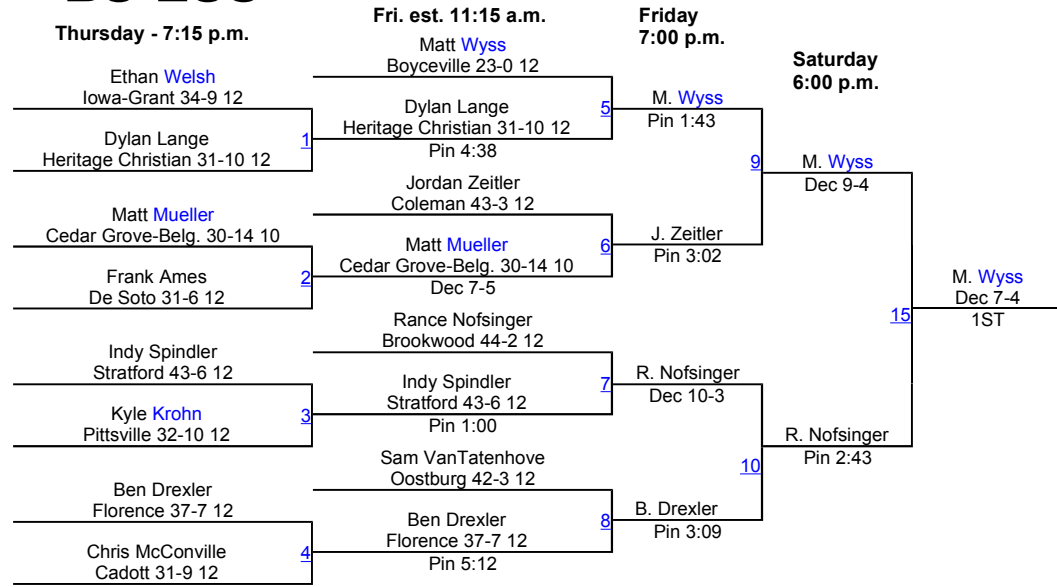 Thursday - 7:15 p.m.
Ethan Welsh
Iowa-Grant 34-9 12
1
Dylan Lange
Heritage Christian 31-10 12
Matt Mueller
Cedar Grove-Belg. 30-14 10
2
Frank Ames
De Soto 31-6 12
Indy Spindler
Stratford 43-6 12
3
Kyle Krohn
Pittsville 32-10 12
Ben Drexler
Florence 37-7 12
4
Chris McConville
Cadott 31-9 12
Fri. est. 11:15 a.m.
Matt Wyss
Boyceville 23-0 12
5
Dylan Lange
Heritage Christian 31-10 12
Pin 4:38
Jordan Zeitler
Coleman 43-3 12
6
Matt Mueller
Cedar Grove-Belg. 30-14 10
Dec 7-5
Rance Nofsinger
Brookwood 44-2 12
7
Indy Spindler
Stratford 43-6 12
Pin 1:00
Sam VanTatenhove
Oostburg 42-3 12
8
Ben Drexler
Florence 37-7 12
Pin 5:12
Friday
7:00 p.m.
M. Wyss
Pin 1:43
9
J. Zeitler
Pin 3:02
R. Nofsinger
Dec 10-3
10
B. Drexler
Pin 3:09
Saturday
6:00 p.m.
M. Wyss
Dec 9-4
15
R. Nofsinger
Pin 2:43
M. Wyss
Dec 7-4
1ST